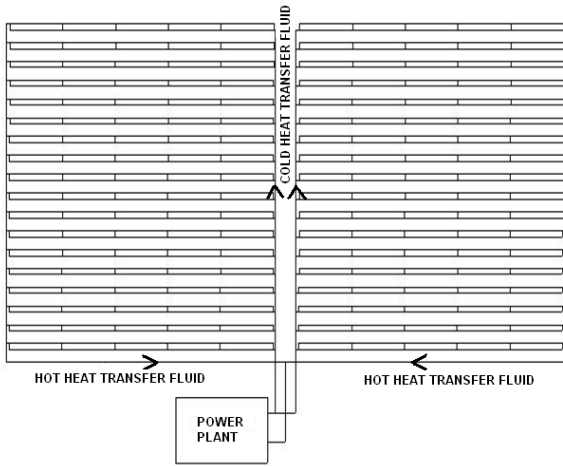 COLD HEAT TRANSFER FLUID
HOT HEAT TRANSFER FLUID
HOT HEAT TRANSFER FLUID
POWER
PLANT